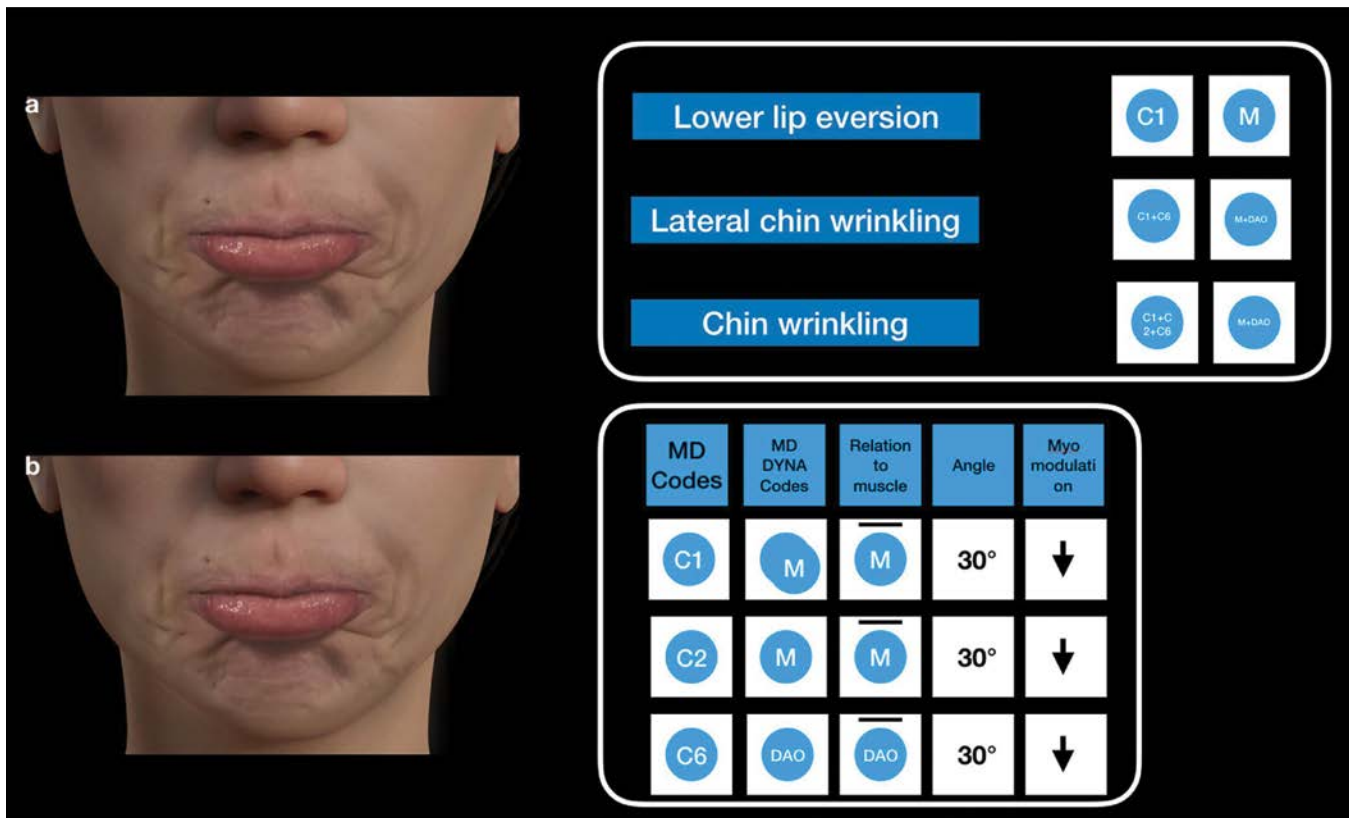 a
Lower lip eversion
C1
M
Lateral chin wrinkling
C1+C6
M+DAO
Chin wrinkling
C1+C
2+C6
M+DAO
b
MD
Codes
MD
DYNA
Codes
Relation
to
muscle
Angle
Myo
modulati
on
C1
M
M
30°
C2
M
M
30°
C6
DAO
DAO
30°